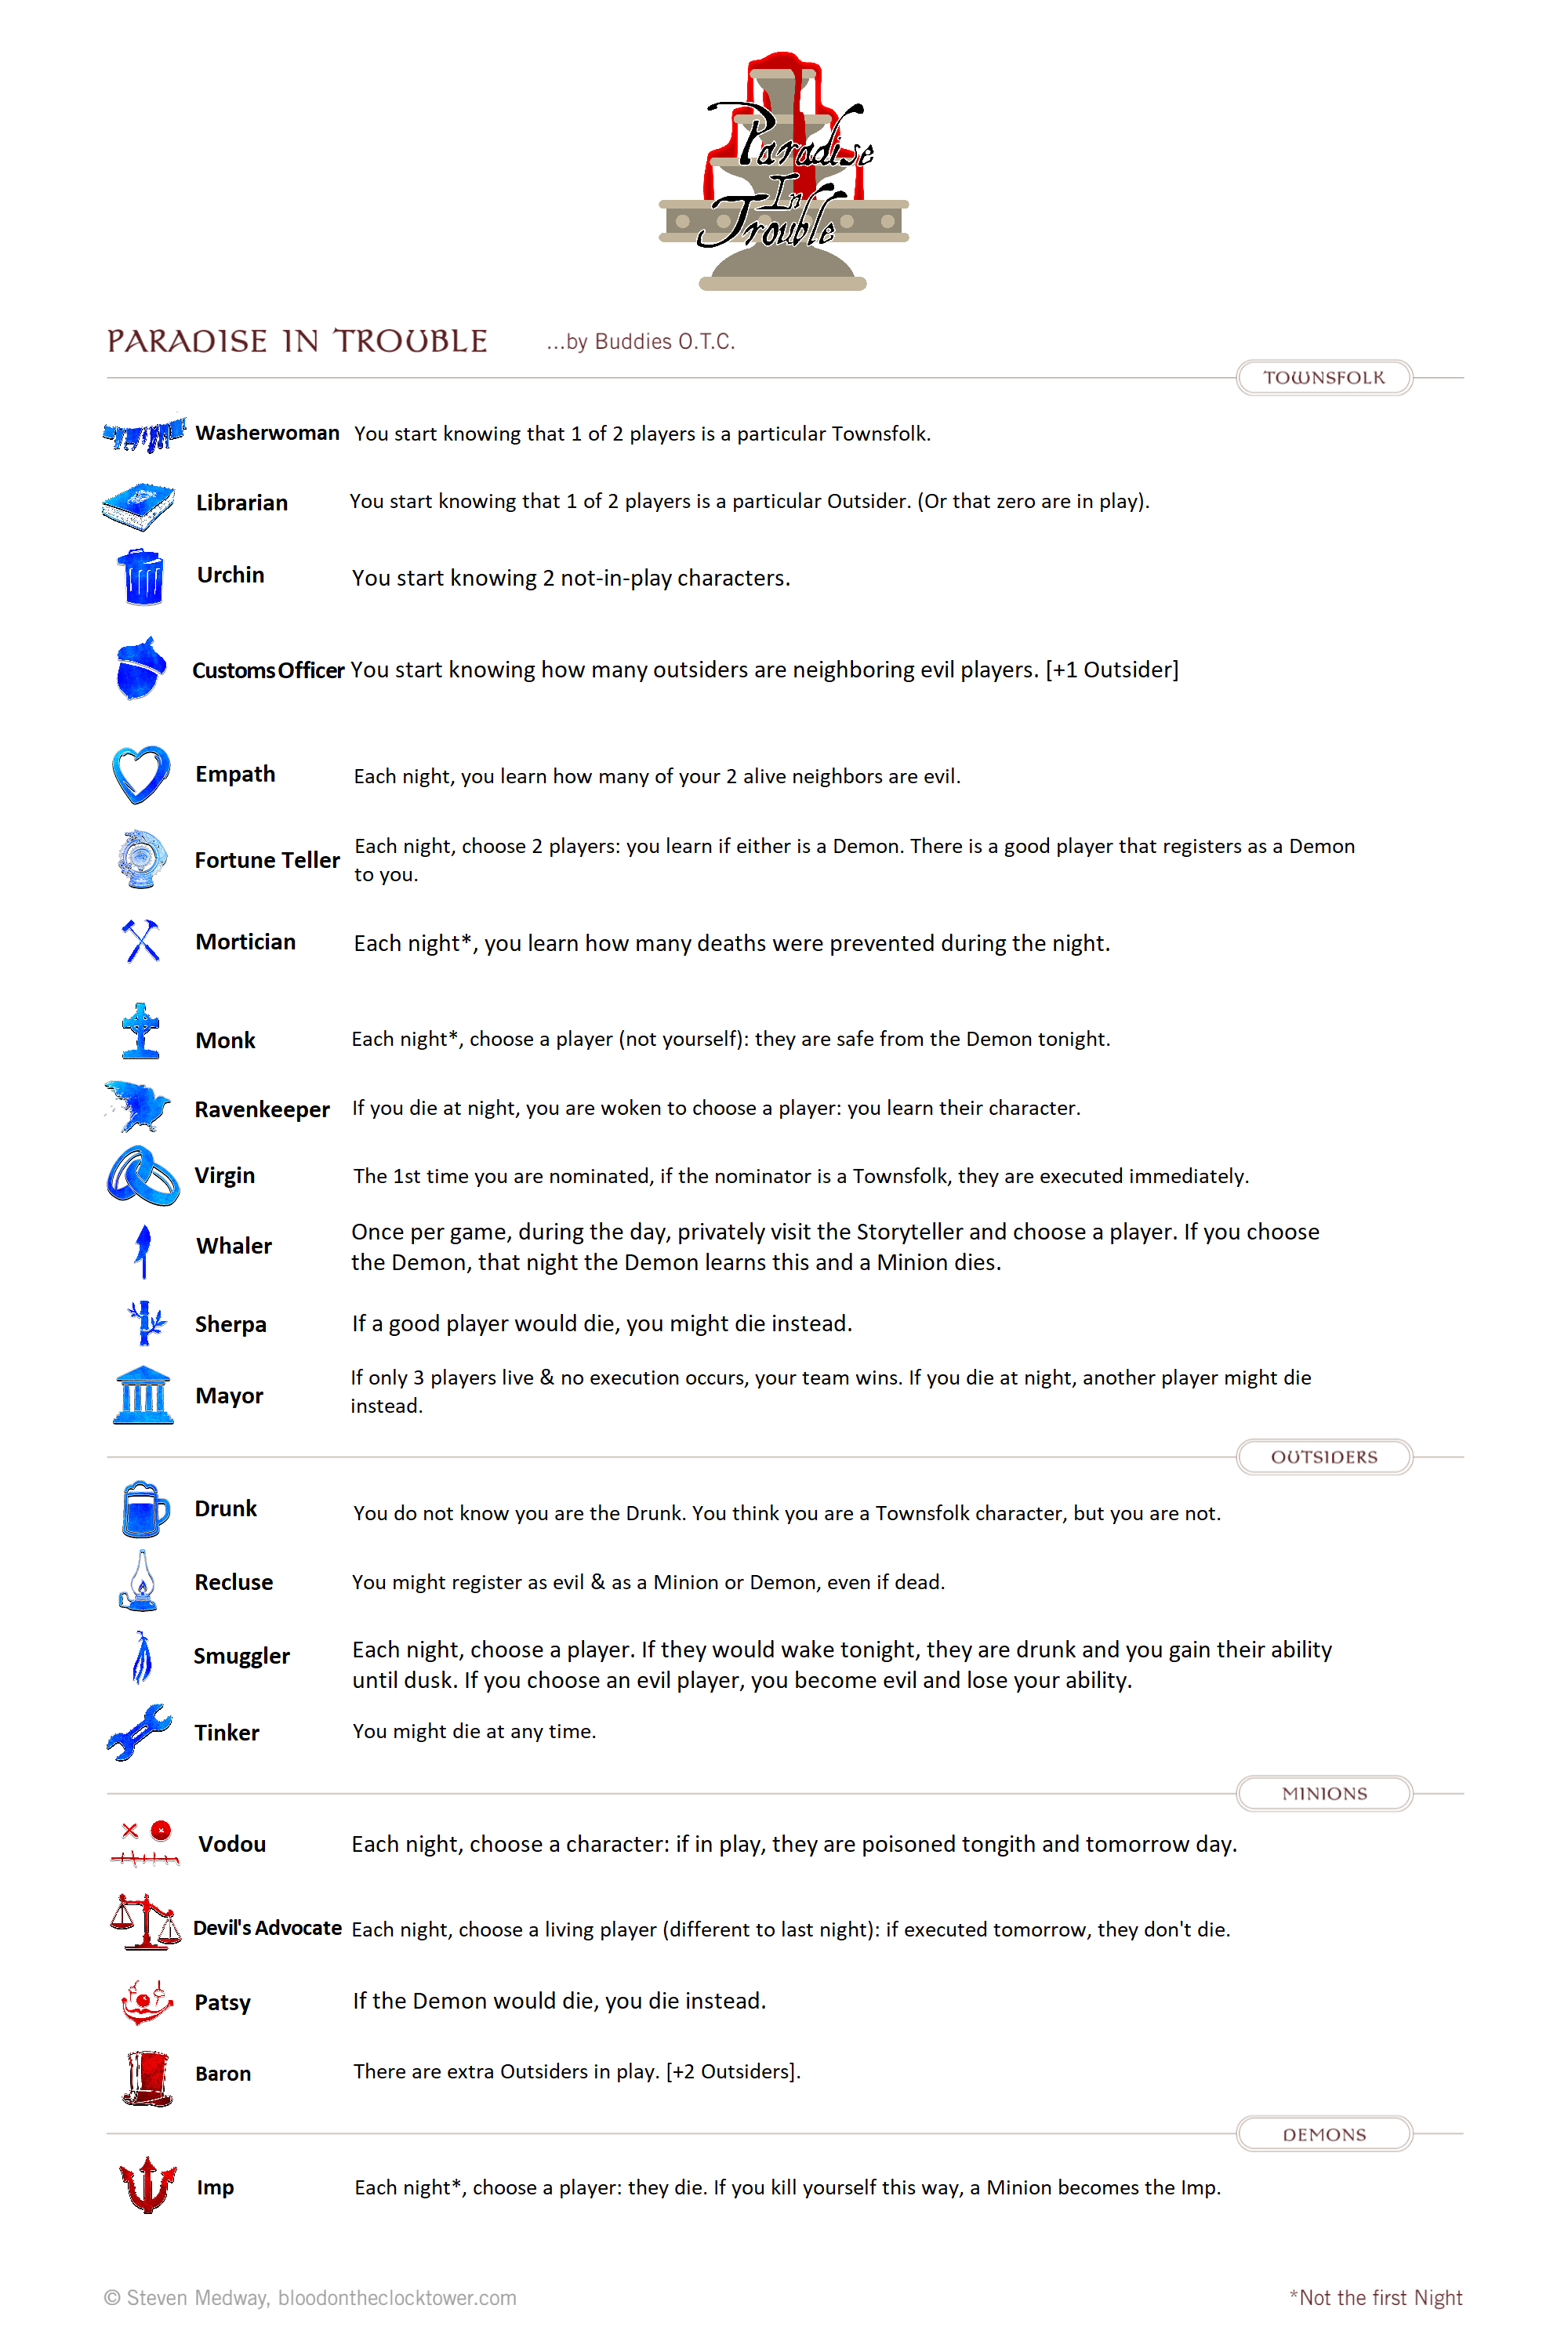 Paradise
In
Trouble
PARADISE IN TROUBLE ...by Buddies O.T.C.
TOWNSFOLK
Washerwoman You start knowing that 1 of 2 players is a particular Townsfolk.
Librarian You start knowing that 1 of 2 players is a particular Outsider. (Or that zero are in play).
Urchin You start knowing 2 not-in-play characters.
Customs Officer You start knowing how many outsiders are neighboring evil players. [+1 Outsider]
Empath Each night, you learn how many of your 2 alive neighbors are evil.
Fortune Teller Each night, choose 2 players: you learn if either is a Demon. There is a good player that registers as a Demon
to you.
Mortician Each night*, you learn how many deaths were prevented during the night.
Monk Each night*, choose a player (not yourself): they are safe from the Demon tonight.
Ravenkeeper If you die at night, you are woken to choose a player: you learn their character.
Virgin The 1st time you are nominated, if the nominator is a Townsfolk, they are executed immediately.
Whaler Once per game, during the day, privately visit the Storyteller and choose a player. If you choose
the Demon, that night the Demon learns this and a Minion dies.
Sherpa If a good player would die, you might die instead.
Mayor If only 3 players live & no execution occurs, your team wins. If you die at night, another player might die
instead.
OUTSIDERS
Drunk You do not know you are the Drunk. You think you are a Townsfolk character, but you are not.
Recluse You might register as evil & as a Minion or Demon, even if dead.
Smuggler Each night, choose a player. If they would wake tonight, they are drunk and you gain their ability
until dusk. If you choose an evil player, you become evil and lose your ability.
Tinker You might die at any time.
MINIONS
Vodou Each night, choose a character: if in play, they are poisoned tongith and tomorrow day.
Devil's Advocate Each night, choose a living player (different to last night): if executed tomorrow, they don't die.
Patsy If the Demon would die, you die instead.
Baron There are extra Outsiders in play. [+2 Outsiders].
DEMONS
Imp Each night*, choose a player: they die. If you kill yourself this way, a Minion becomes the Imp.
© Steven Medway, bloodontheclocktower.com *Not the first Night